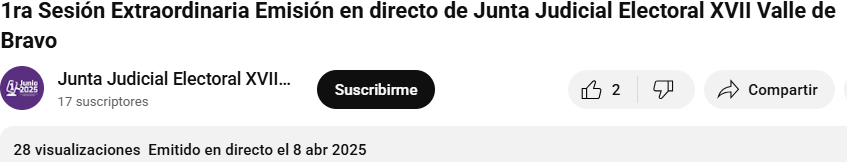 1ra Sesión Extraordinaria Emisión en directo de Junta Judicial Electoral XVII Valle de
Bravo
Junio
2025
Junta Judicial Electoral XVII...
17 suscriptores
Suscribirme
2
Compartir
28 visualizaciones Emitido en directo el 8 abr 2025